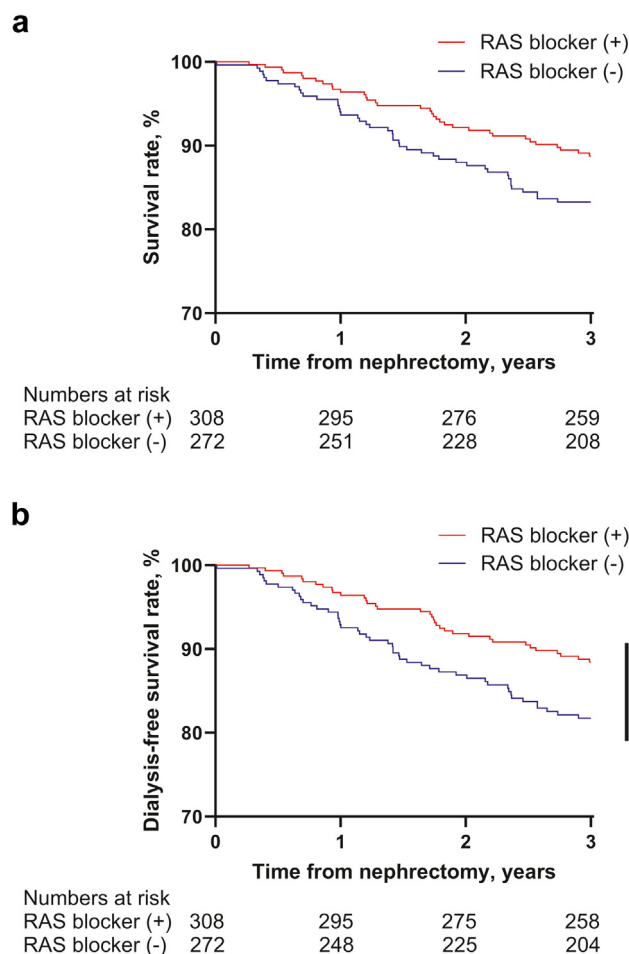 a
RAS blocker (+)
RAS blocker (-)
Survival rate, %
100
90
80
70
0 1 2 3
Time from nephrectomy, years
Numbers at risk
RAS blocker (+) 308 295 276 259
RAS blocker (-) 272 251 228 208
b
RAS blocker (+)
RAS blocker (-)
Dialysis-free survival rate, %
100
90
80
70
0 1 2 3
Time from nephrectomy, years
Numbers at risk
RAS blocker (+) 308 295 275 258
RAS blocker (-) 272 248 225 204